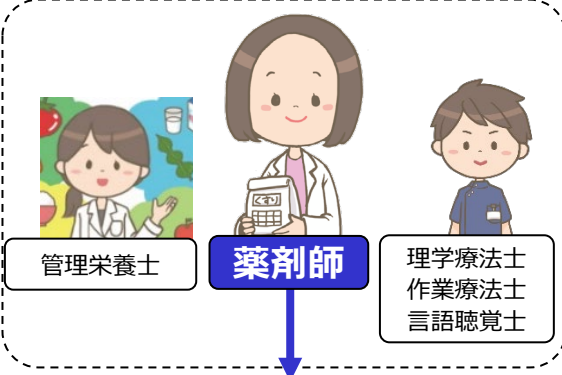 くすり
管理栄養士
薬剤師
理学療法士
作業療法士
言語聴覚士